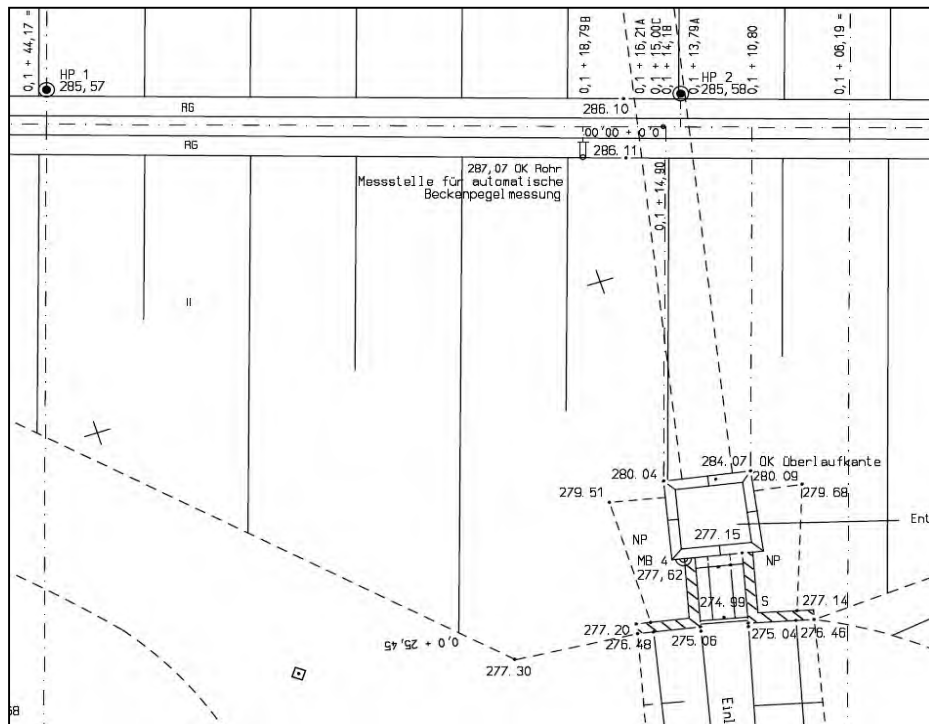 0,1 + 44,17 =
0,1 + 18,79B
0,1 + 16,21A
0,1 + 15,00C
0,1 + 14,18
0,1 + 13,79A
0,1 + 10,80
0,1 + 06,19 =
HP 1
285,57
HP 2
285,58
RG
286.10
0,0 + 00,00
RG
286.11
287,07 OK Rohr
Messstelle für automatische
Beckenpegelmessung
0,1 + 14,90
II
284.07 OK Überlaufkante
280.04
280.09
279.51
279.68
Ent
277.15
NP
NP
MB 4
277,62
274.99
S
277.14
277.20
276.48
275.06
275.04
276.46
0,0 + 25,45
277.30
Einl
68